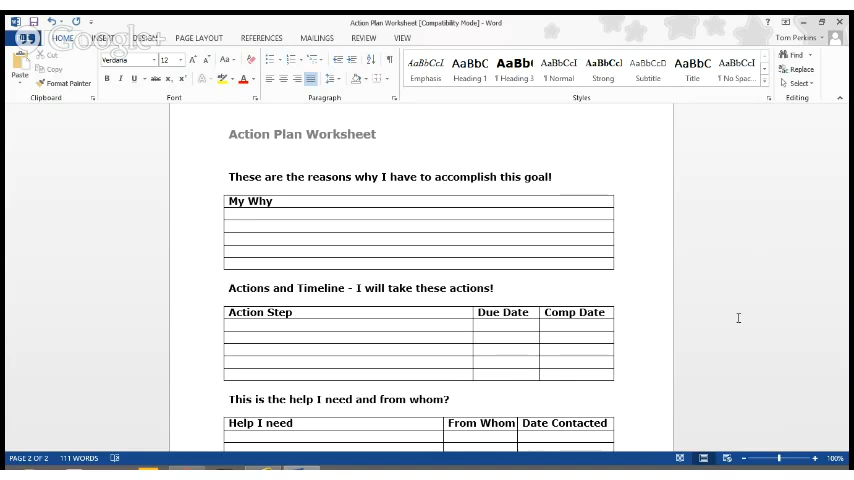 Action Plan Worksheet [Compatibility Mode] - Word
Google+
HOME INSERT DESIGN PAGE LAYOUT REFERENCES MAILINGS REVIEW VIEW
Tom Perkins
Paste
Cut
Copy
Format Painter
Verdana 12
Clipboard
Font
Paragraph
AaBbCcI AaBbC AaBb( AaBbCcI AaBbCcI AaBbCcD AaBbC AaBbCcI
Emphasis Heading 1 ¶ Heading 3 ¶ Normal Strong Subtitle Title ¶ No Spac...
Styles
Find
Replace
Select
Editing
Action Plan Worksheet
These are the reasons why I have to accomplish this goal!
My Why
Actions and Timeline - I will take these actions!
Action Step Due Date Comp Date
This is the help I need and from whom?
Help I need From Whom Date Contacted
PAGE 2 OF 2 111 WORDS
100%